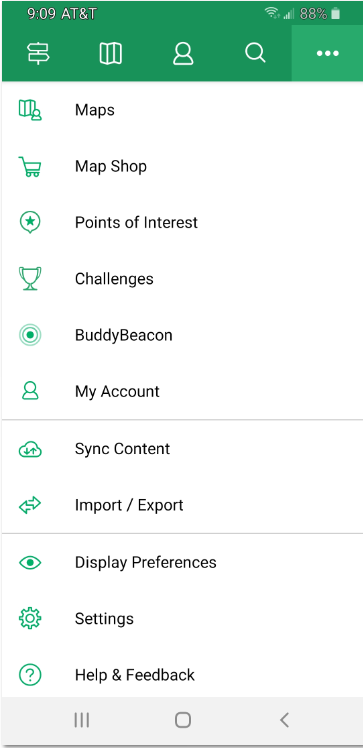 9:09 AT&T 88%
Maps
Map Shop
Points of Interest
Challenges
BuddyBeacon
My Account
Sync Content
Import / Export
Display Preferences
Settings
Help & Feedback